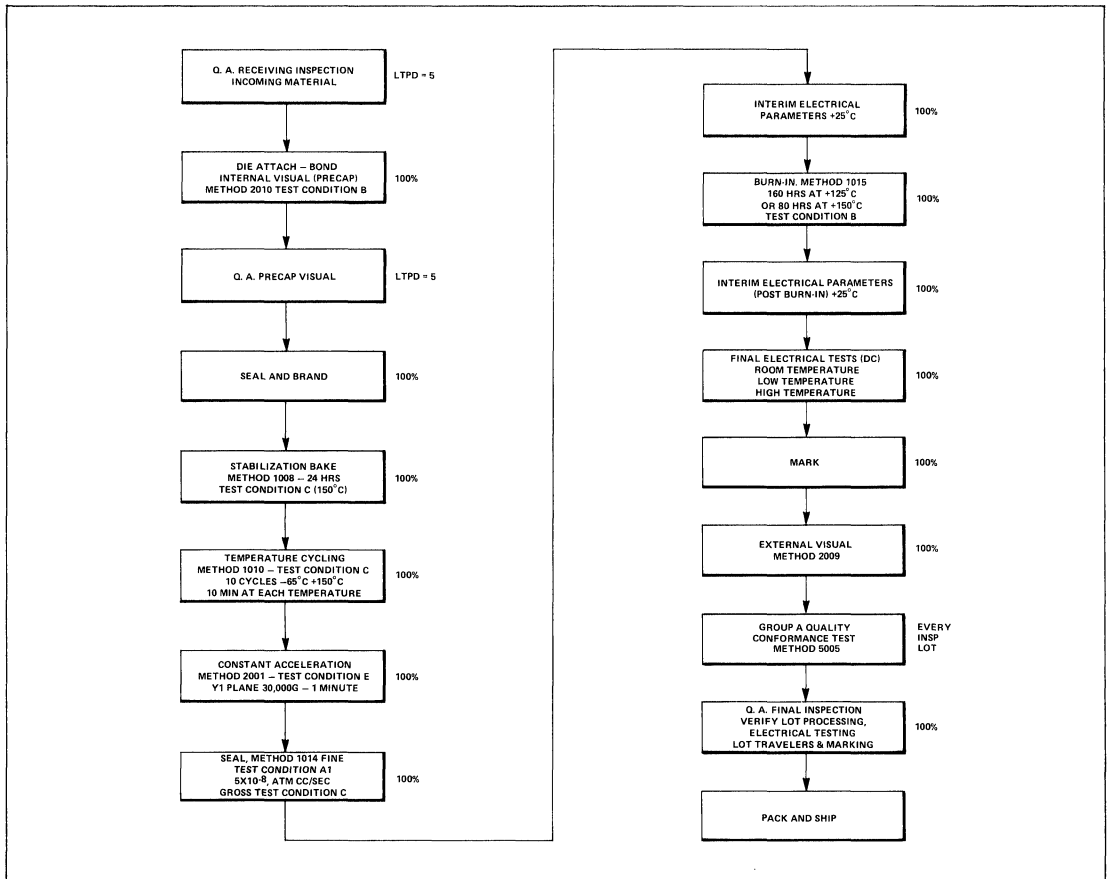 Q. A. RECEIVING INSPECTION
INCOMING MATERIAL
LTPD = 5
DIE ATTACH – BOND
INTERNAL VISUAL (PRECAP)
METHOD 2010 TEST CONDITION B
100%
Q. A. PRECAP VISUAL
LTPD = 5
SEAL AND BRAND
100%
STABILIZATION BAKE
METHOD 1008 – 24 HRS
TEST CONDITION C (150°C)
100%
TEMPERATURE CYCLING
METHOD 1010 – TEST CONDITION C
10 CYCLES –65°C +150°C
10 MIN AT EACH TEMPERATURE
100%
CONSTANT ACCELERATION
METHOD 2001 – TEST CONDITION E
Y1 PLANE 30,000G – 1 MINUTE
100%
SEAL, METHOD 1014 FINE
TEST CONDITION A1
5X10-8, ATM CC/SEC
GROSS TEST CONDITION C
100%
INTERIM ELECTRICAL
PARAMETERS +25°C
100%
BURN-IN, METHOD 1015
160 HRS AT +125°C
OR 80 HRS AT +150°C
TEST CONDITION B
100%
INTERIM ELECTRICAL PARAMETERS
(POST BURN-IN) +25°C
100%
FINAL ELECTRICAL TESTS (DC)
ROOM TEMPERATURE
LOW TEMPERATURE
HIGH TEMPERATURE
100%
MARK
100%
EXTERNAL VISUAL
METHOD 2009
100%
GROUP A QUALITY
CONFORMANCE TEST
METHOD 5005
EVERY
INSP
LOT
Q. A. FINAL INSPECTION
VERIFY LOT PROCESSING,
ELECTRICAL TESTING
LOT TRAVELERS & MARKING
100%
PACK AND SHIP